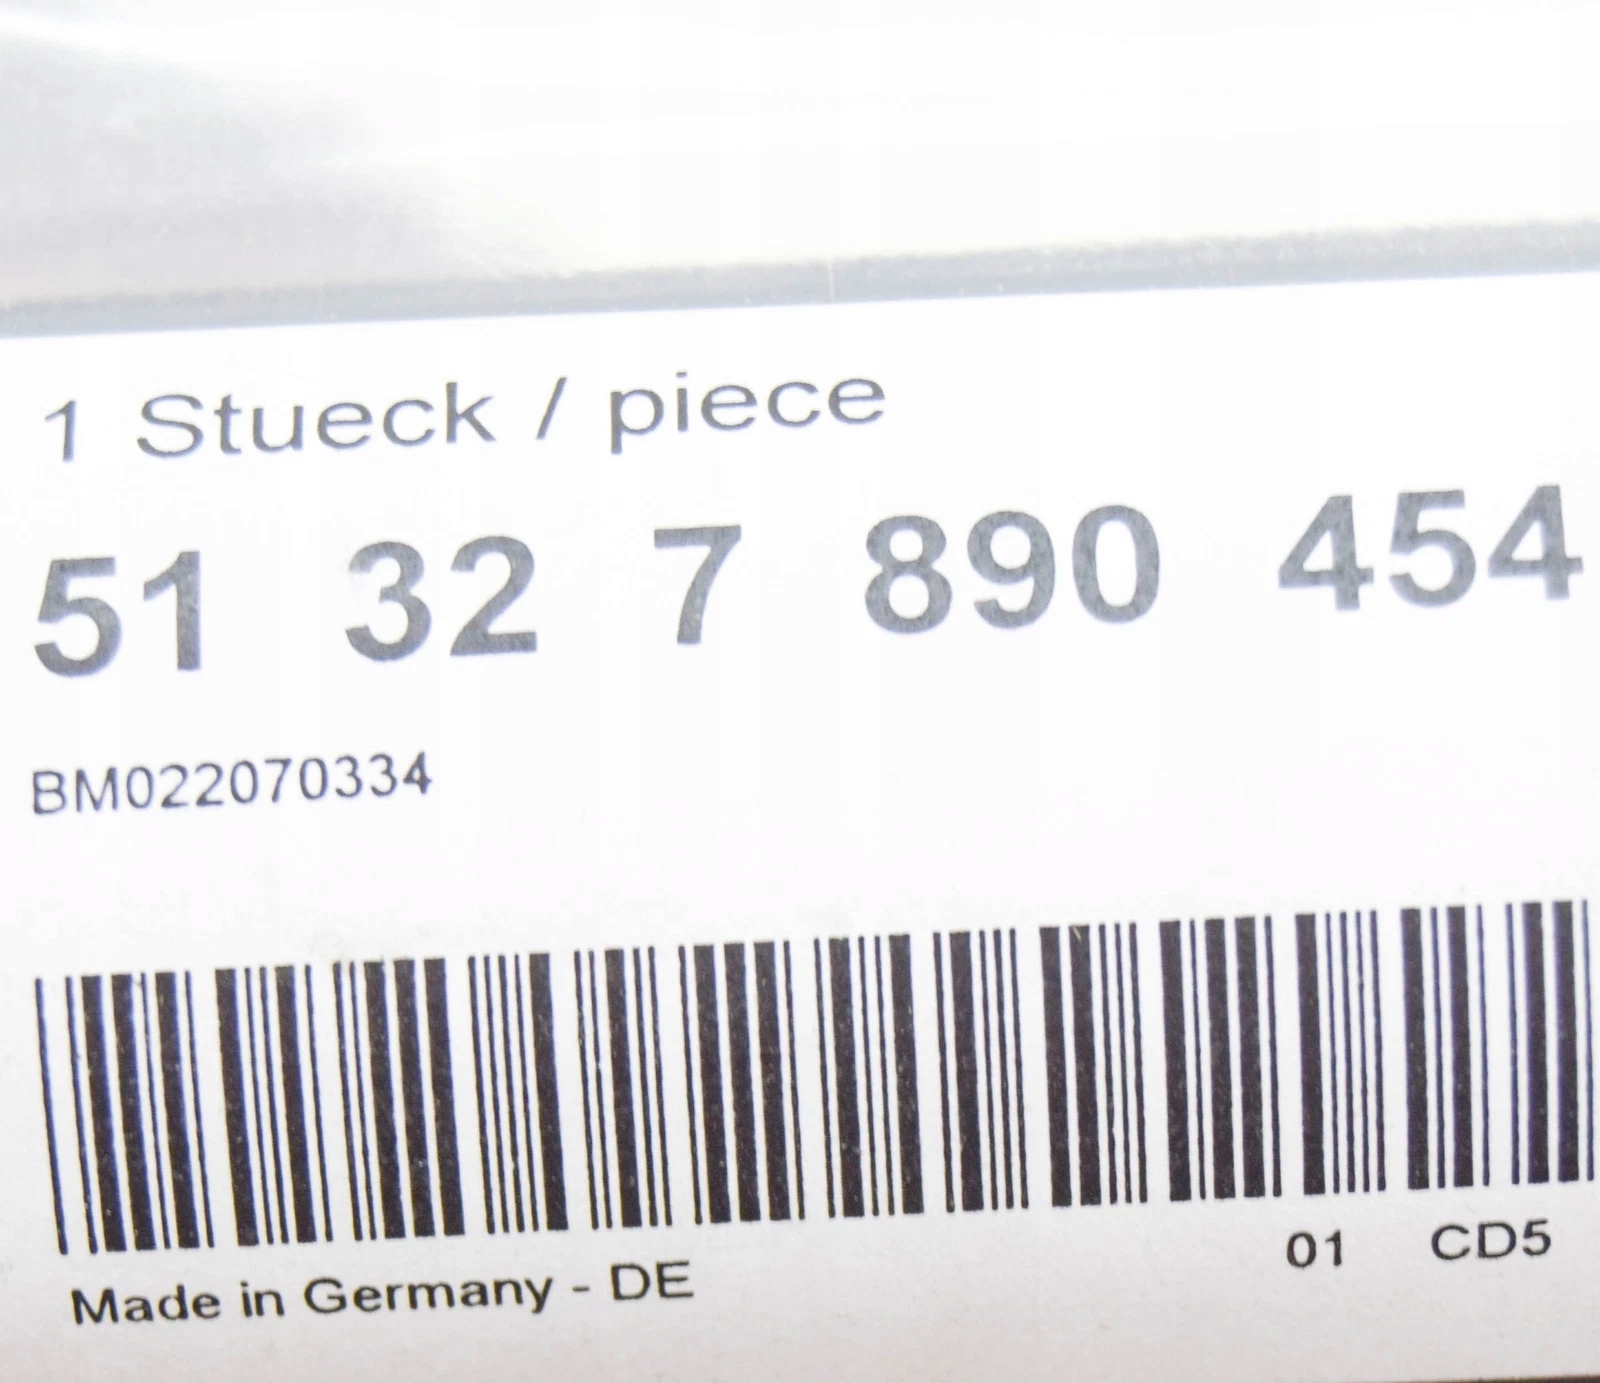 1 Stueck / piece
51 32 7 890 454
BM022070334
Made in Germany - DE
01 CD5